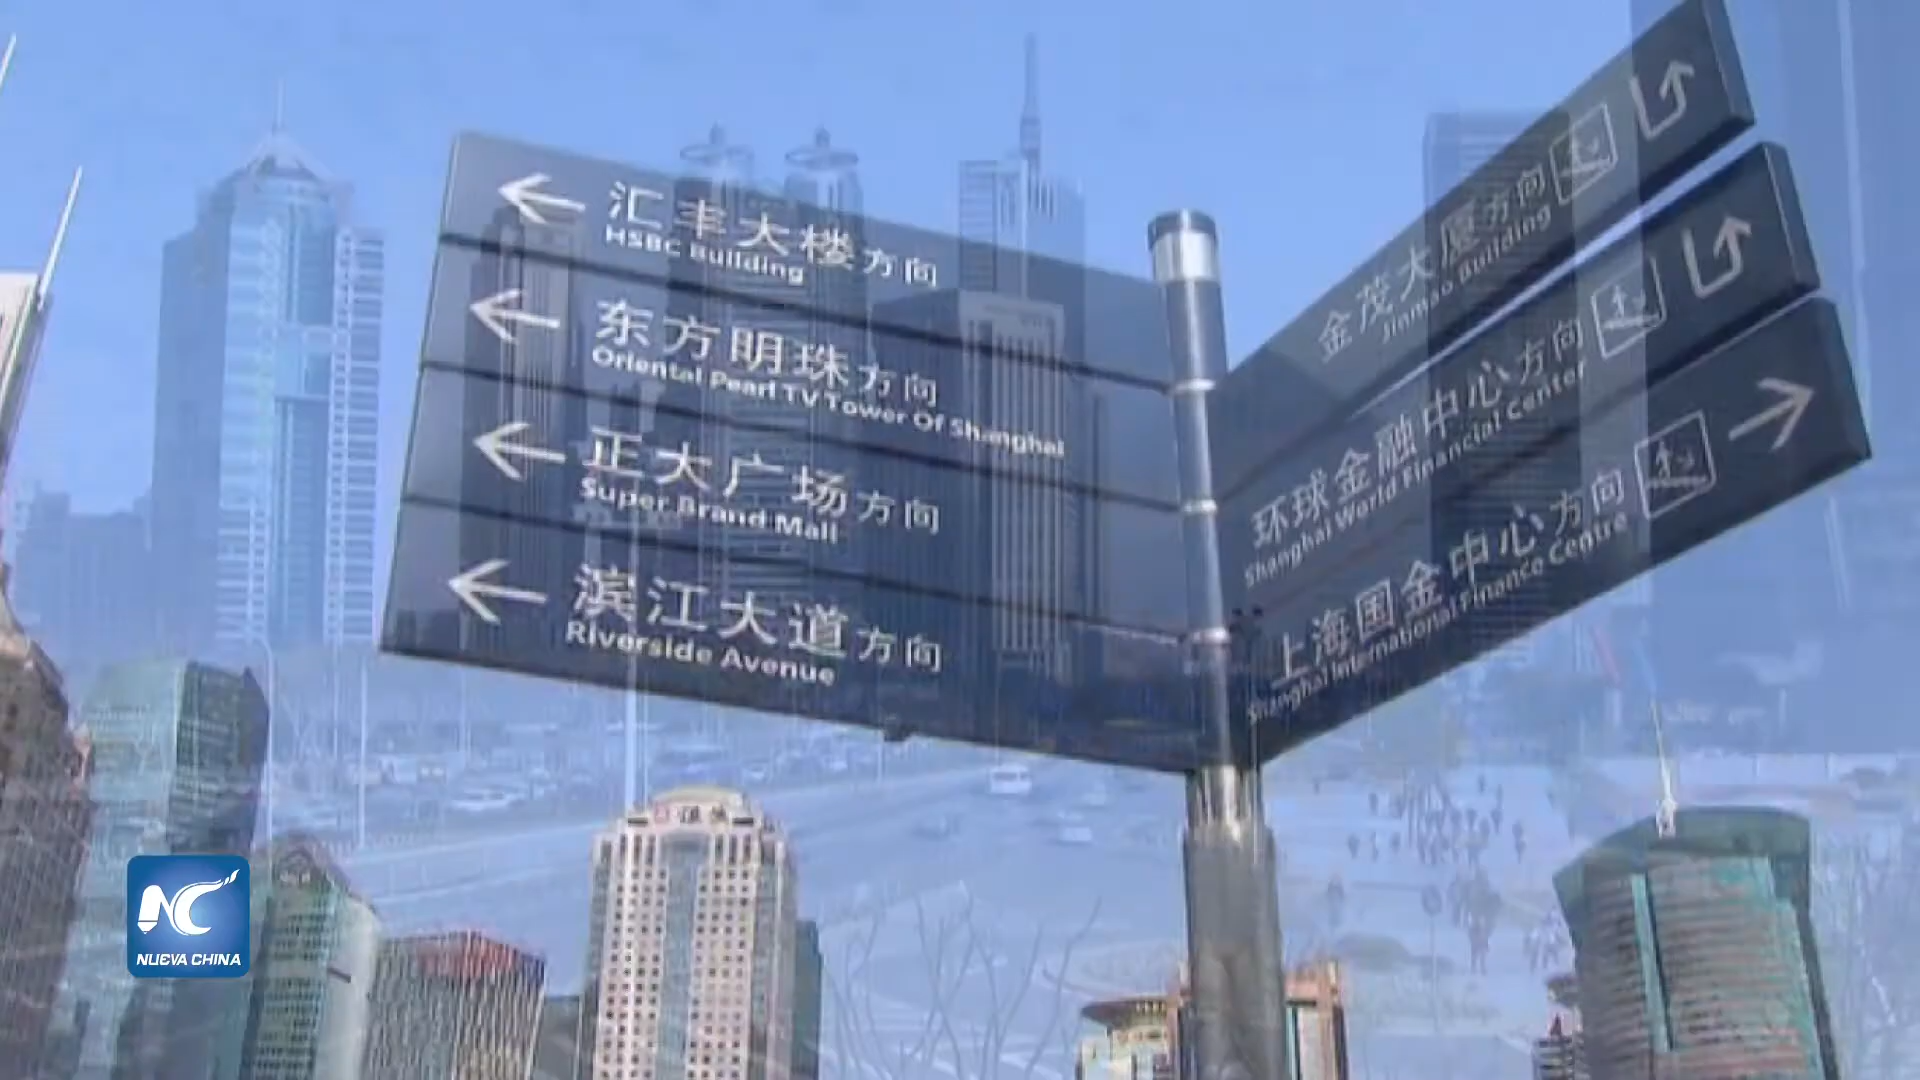 汇丰大楼方向
HSBC Building
东方明珠方向
Oriental Pearl TV Tower Of Shanghai
正大广场方向
Super Brand Mall
滨江大道方向
Riverside Avenue
金茂大厦方向
Jinmao Building
环球金融中心方向
Shanghai World Financial Center
上海国金中心方向
Shanghai International Finance Centre
NC
NUEVA CHINA